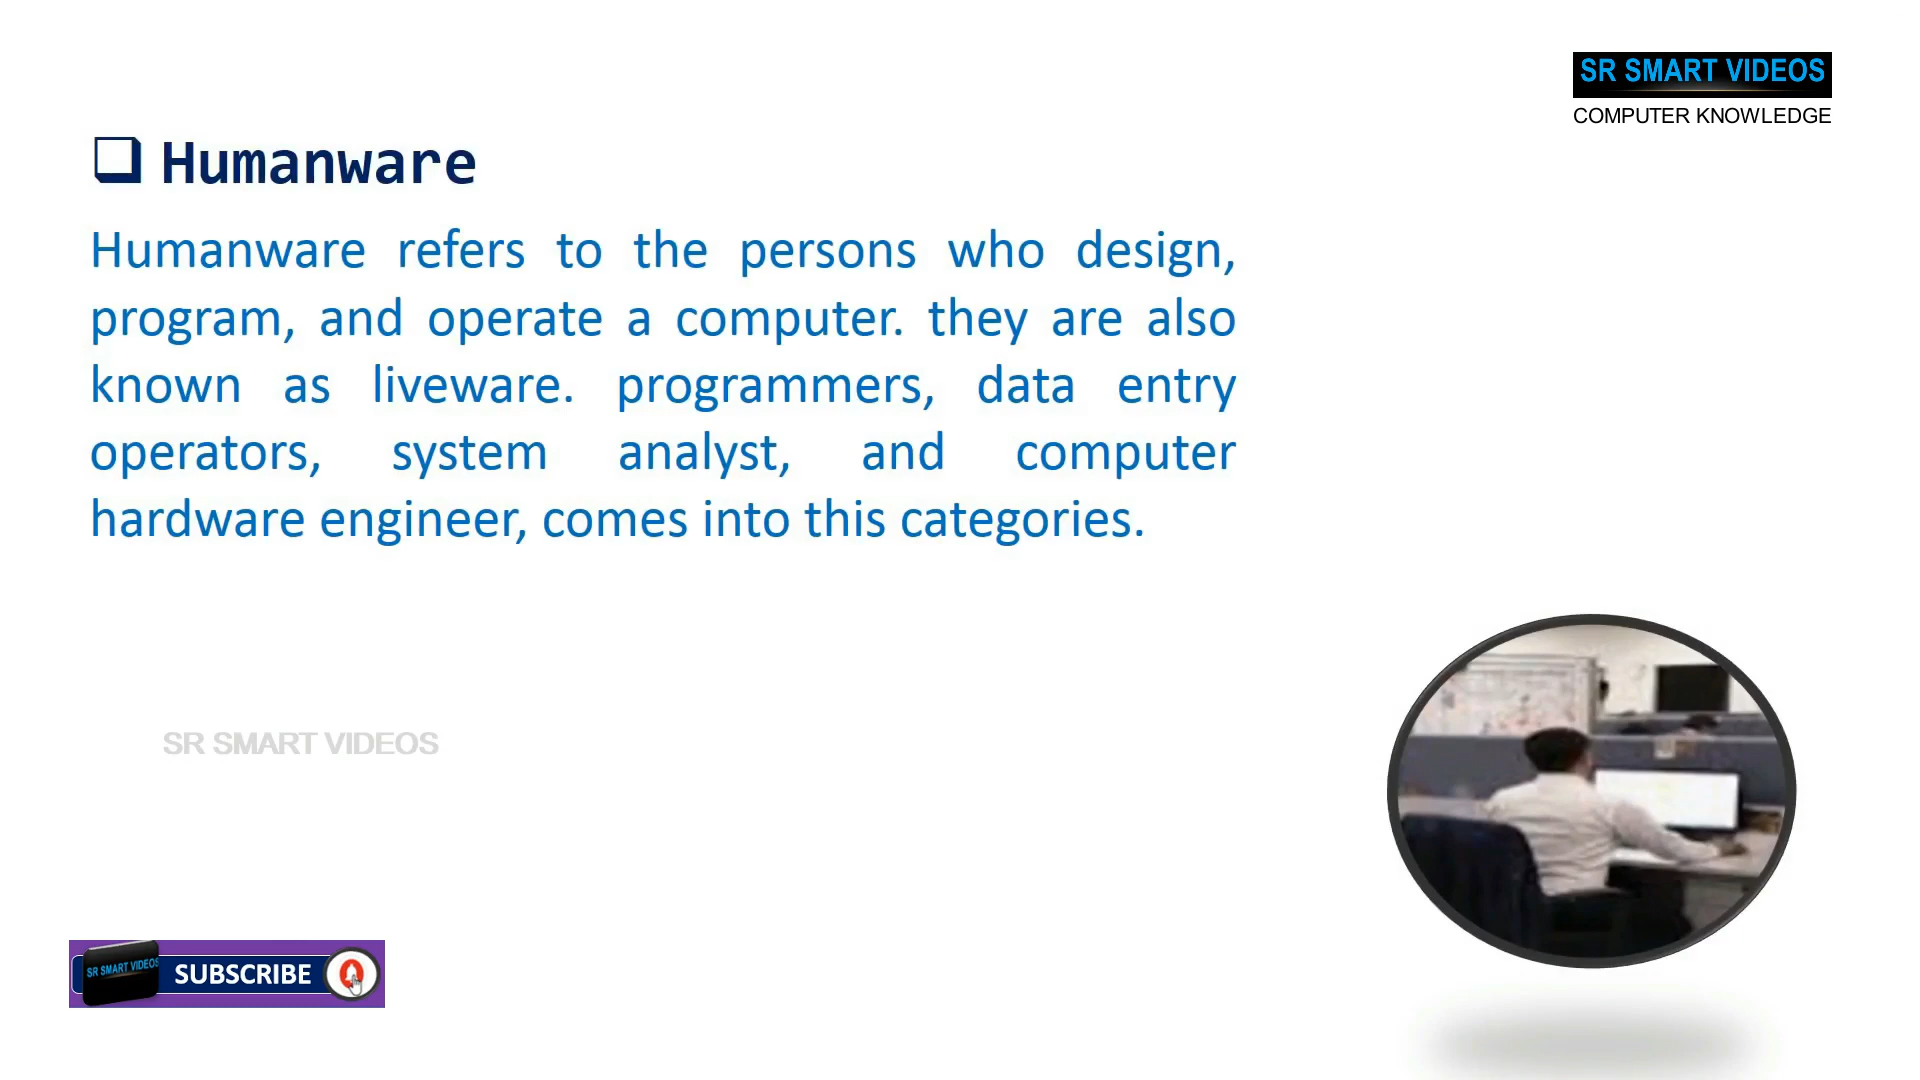 SR SMART VIDEOS
COMPUTER KNOWLEDGE
Humanware
Humanware refers to the persons who design,
program, and operate a computer. they are also
known as liveware. programmers, data entry
operators, system analyst, and computer
hardware engineer, comes into this categories.
SR SMART VIDEOS
SR SMART VIDEOS
SUBSCRIBE